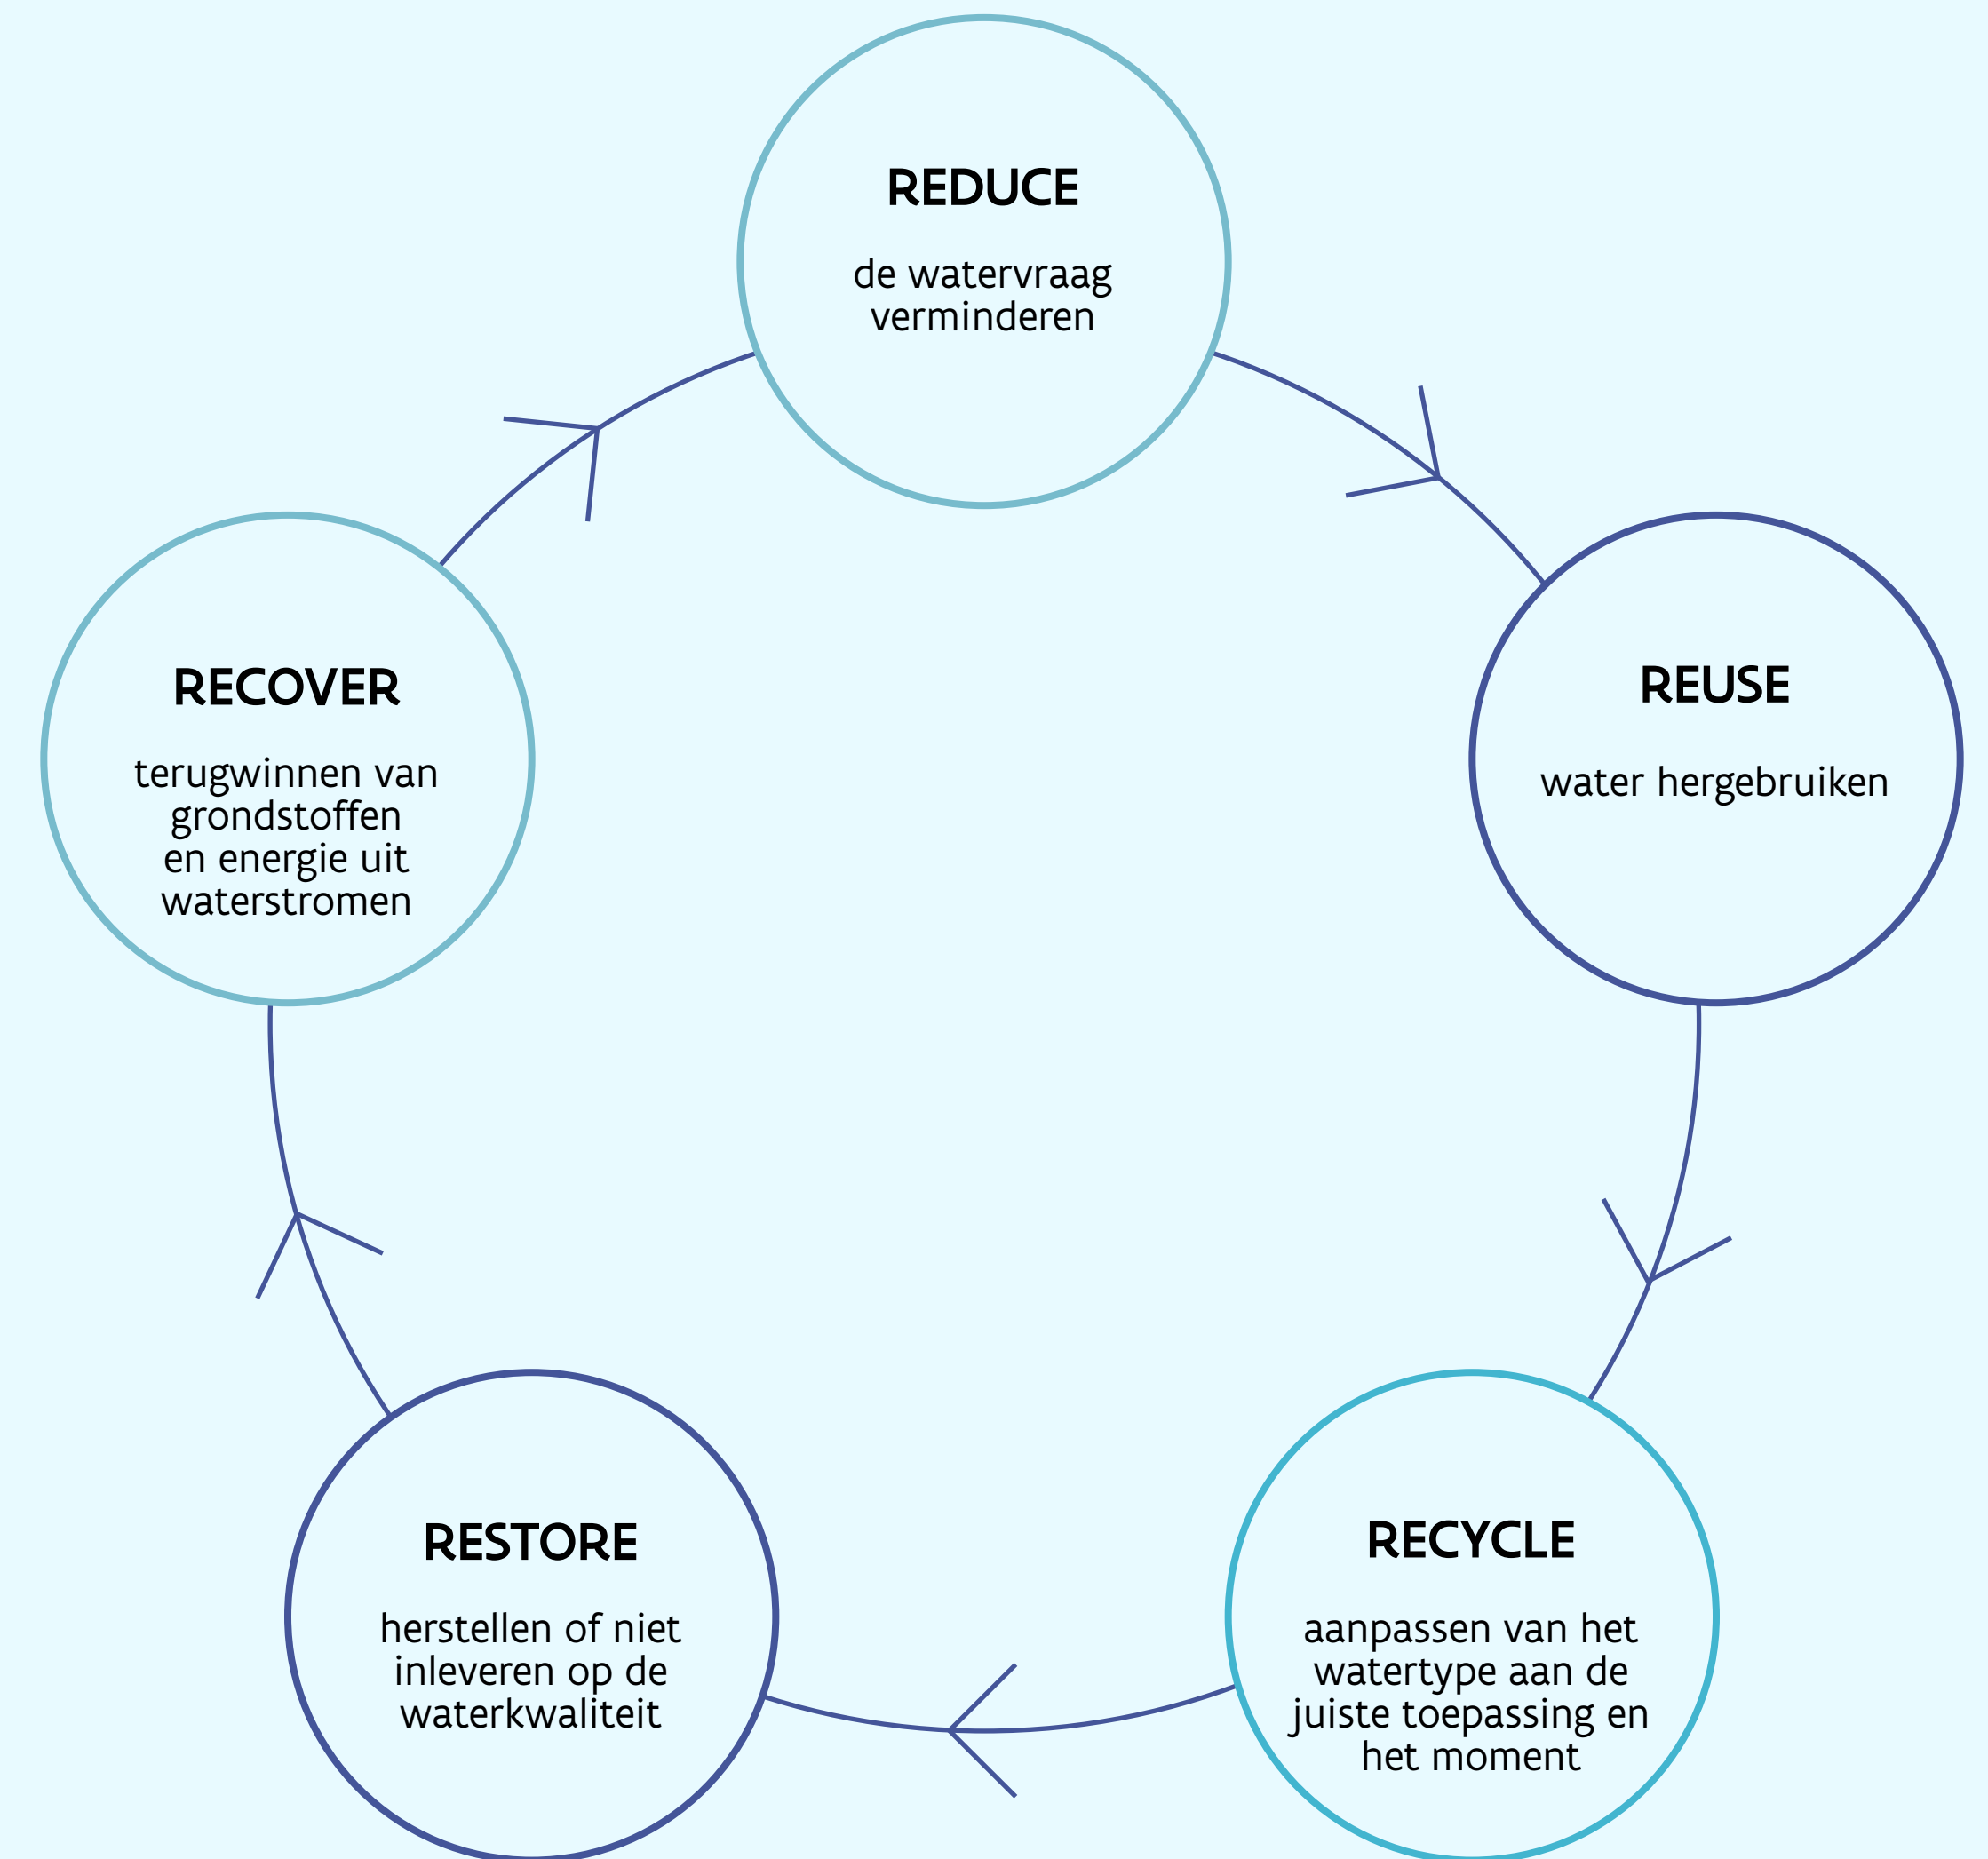 REDUCE
de watervraag
verminderen
REUSE
water hergebruiken
RECYCLE
aanpassen van het
watertype aan de
juiste toepassing en
het moment
RESTORE
herstellen of niet
inleveren op de
waterkwaliteit
RECOVER
terugwinnen van
grondstoffen
en energie uit
waterstromen